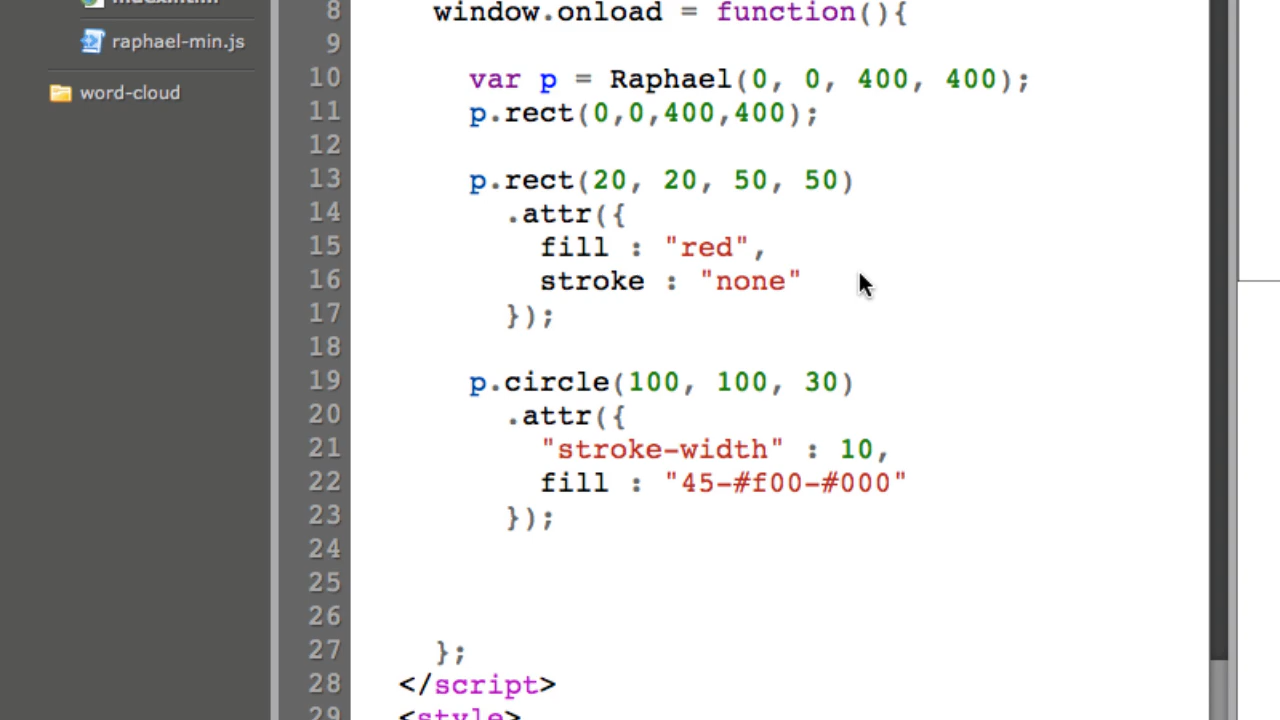 raphael-min.js
word-cloud
8 window.onload = function(){
9
10 var p = Raphael(0, 0, 400, 400);
11 p.rect(0,0,400,400);
12
13 p.rect(20, 20, 50, 50)
14 .attr({
15 fill : "red",
16 stroke : "none"
17 });
18
19 p.circle(100, 100, 30)
20 .attr({
21 "stroke-width" : 10,
22 fill : "45-#f00-#000"
23 });
24
25
26
27 };
28 </script>
29 <style>